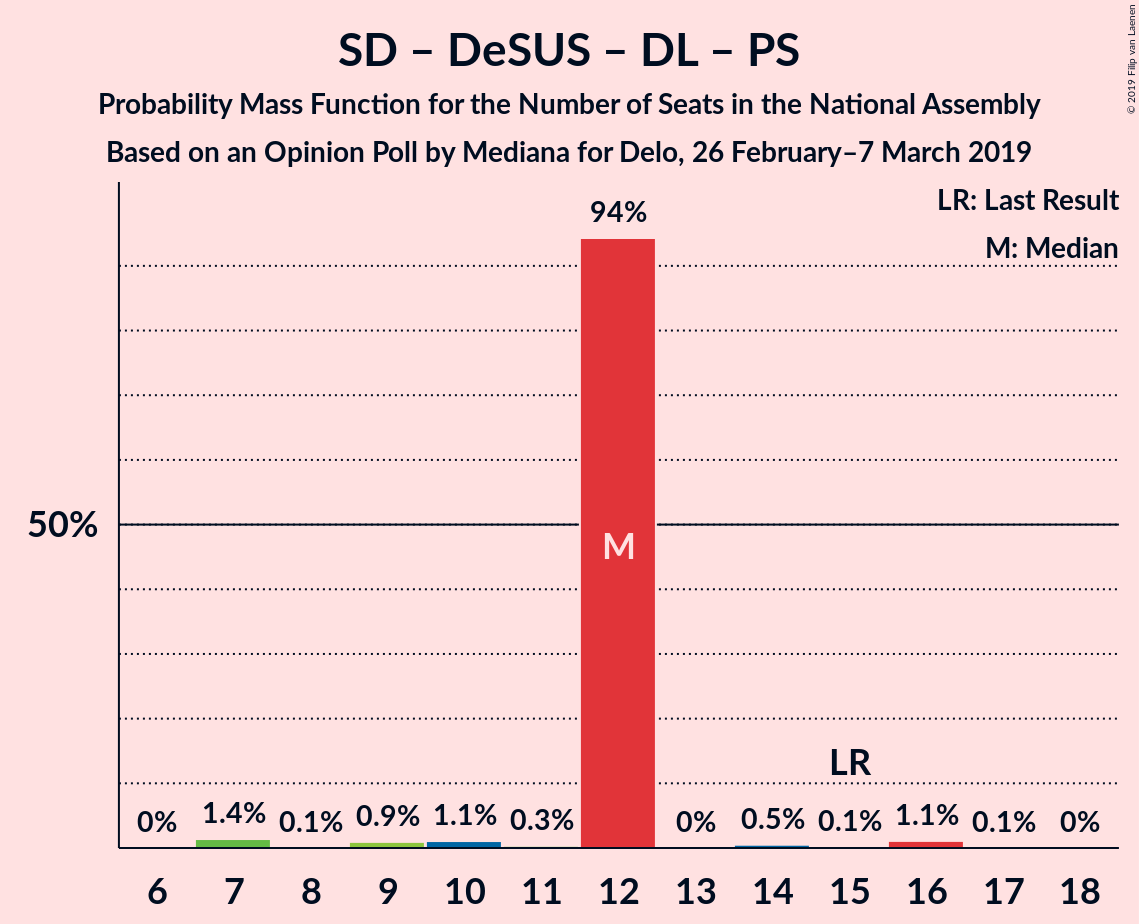 SD – DeSUS – DL – PS
Probability Mass Function for the Number of Seats in the National Assembly
Based on an Opinion Poll by Mediana for Delo, 26 February–7 March 2019
© 2019 Filip van Laenen
LR: Last Result
M: Median
94%
50%
M
LR
0% 1.4% 0.1% 0.9% 1.1% 0.3% 0% 0.5% 0.1% 1.1% 0.1% 0%
6 7 8 9 10 11 12 13 14 15 16 17 18